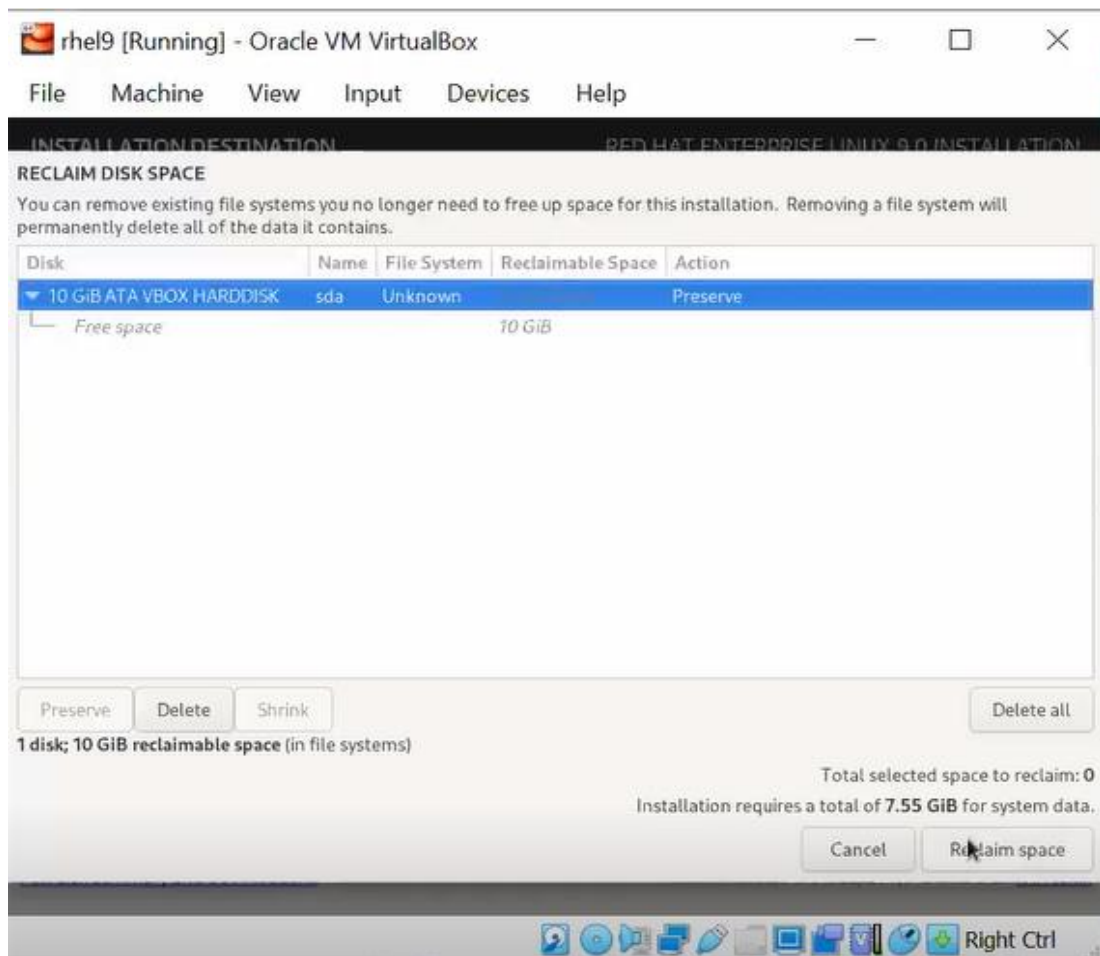 rhel9 [Running] - Oracle VM VirtualBox
File Machine View Input Devices Help
INSTALLATION DESTINATION RED HAT ENTERPRISE LINUX 9.0 INSTALLATION
RECLAIM DISK SPACE
You can remove existing file systems you no longer need to free up space for this installation. Removing a file system will
permanently delete all of the data it contains.
Disk Name File System Reclaimable Space Action
10 GiB ATA VBOX HARDDISK sda Unknown Preserve
Free space 10 GiB
Preserve Delete Shrink Delete all
1 disk; 10 GiB reclaimable space (in file systems)
Total selected space to reclaim: 0
Installation requires a total of 7.55 GiB for system data.
Cancel Reclaim space
Right Ctrl